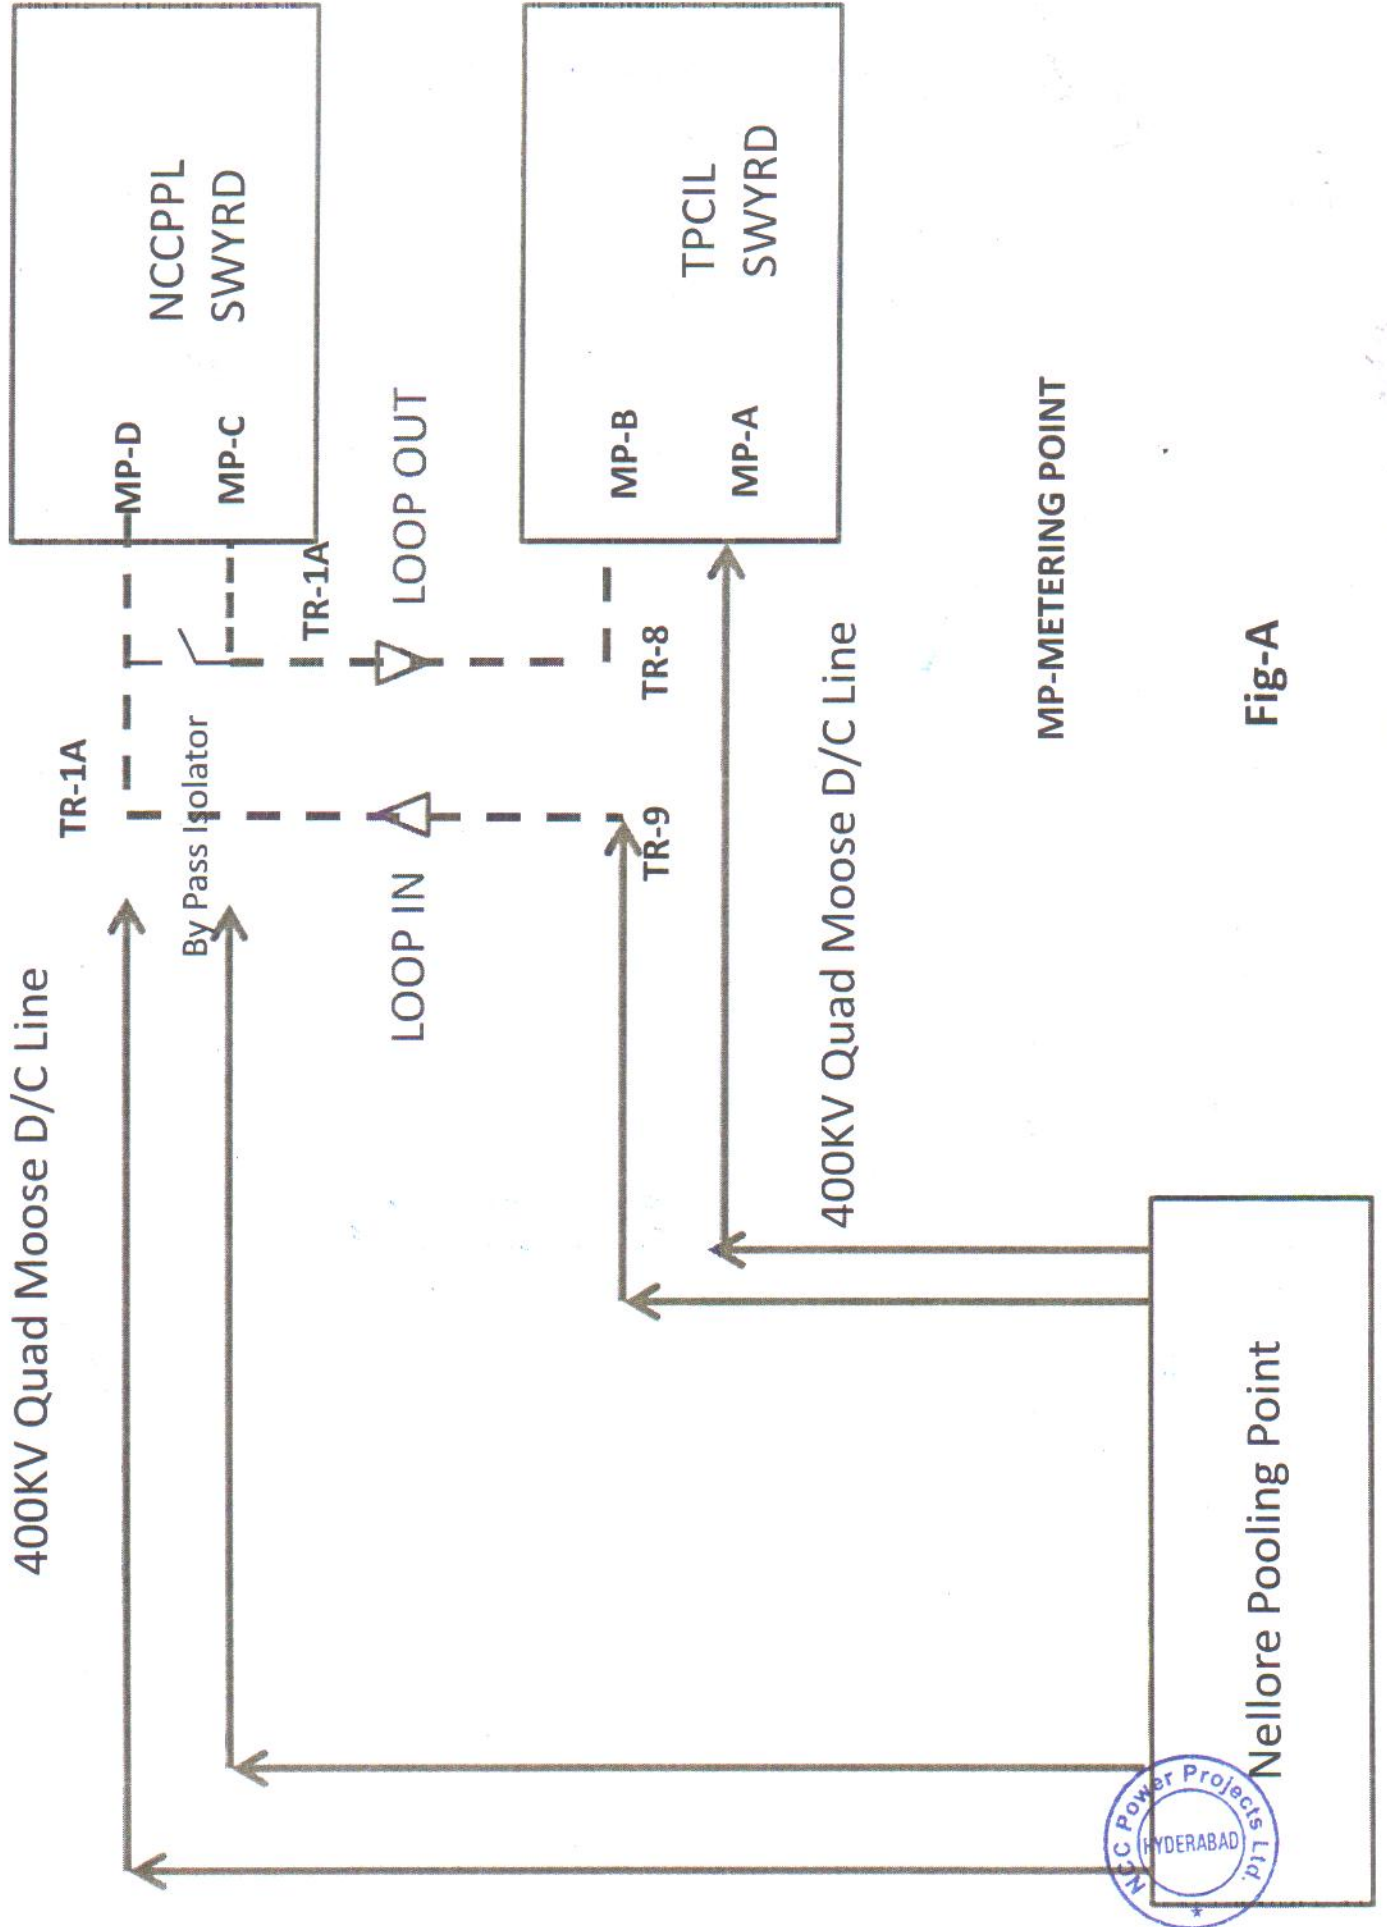 400KV Quad Moose D/C Line
TR-1A
MP-D
NCCPPL
SWYRD
MP-C
By Pass Isolator
TR-1A
LOOP IN
LOOP OUT
TR-9
TR-8
MP-B
TPCIL
SWYRD
MP-A
400KV Quad Moose D/C Line
MP-METERING POINT
Nellore Pooling Point
Fig-A
NCC Power Projects Ltd.
HYDERABAD
*